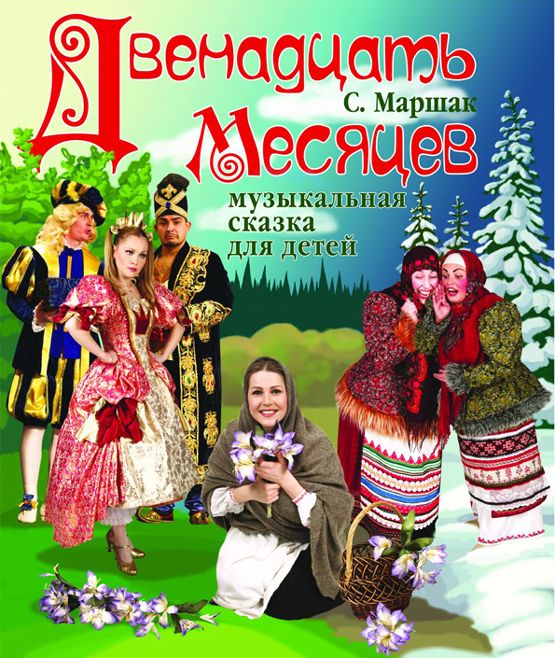 Двенадцать
С. Маршак
Месяцев
музыкальная
сказка
для детей